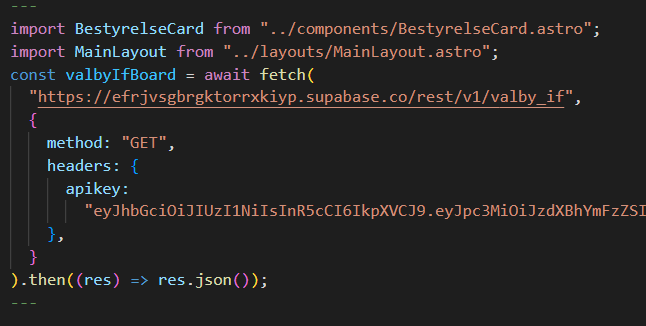 ---
import BestyrelseCard from "../components/BestyrelseCard.astro";
import MainLayout from "../layouts/MainLayout.astro";
const valbyIfBoard = await fetch(
"https://efrjvsgbrgktorrxkiyp.supabase.co/rest/v1/valby_if",
{
method: "GET",
headers: {
apikey:
"eyJhbGciOiJIUzI1NiIsInR5cCI6IkpXVCJ9.eyJpc3MiOiJzdXBhYmFzZSI
},
}
).then((res) => res.json());
---